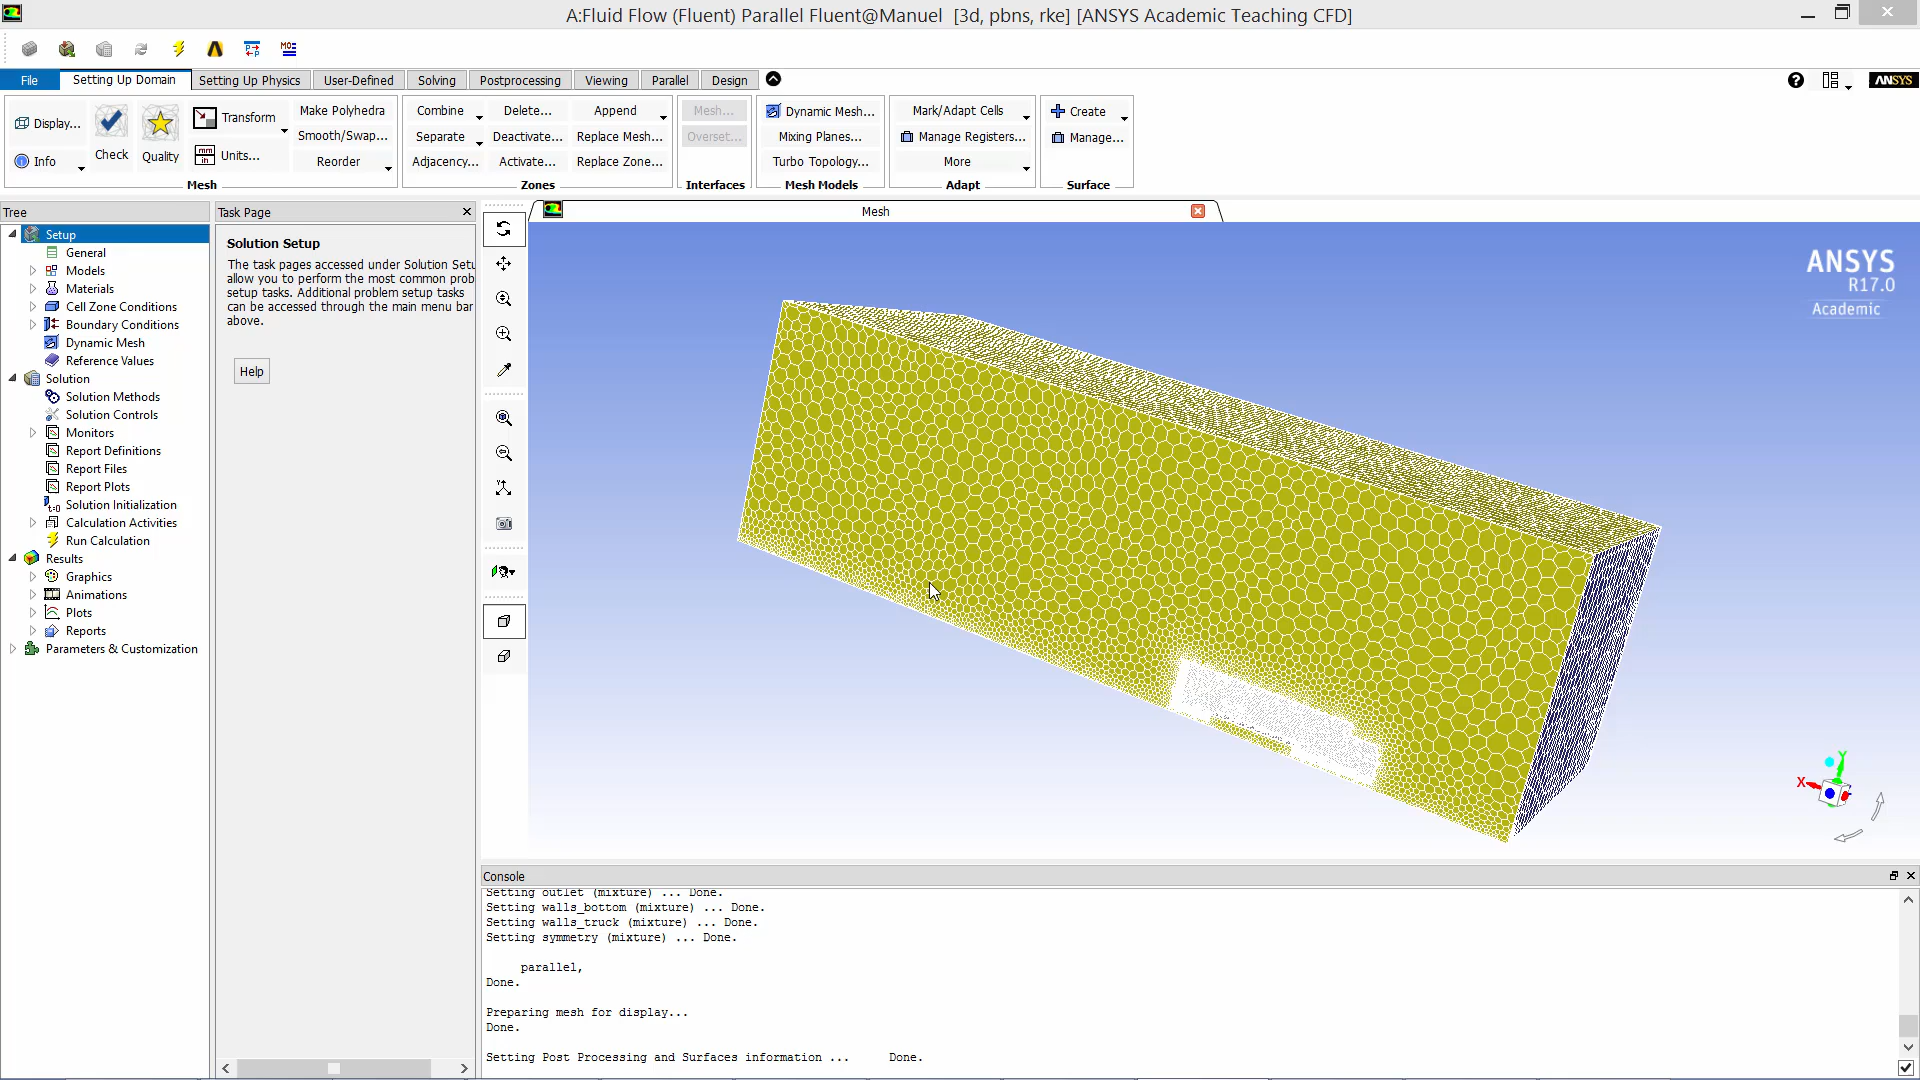 A:Fluid Flow (Fluent) Parallel Fluent@Manuel [3d, pbns, rke] [ANSYS Academic Teaching CFD]
File
Setting Up Domain
Setting Up Physics
User-Defined
Solving
Postprocessing
Viewing
Parallel
Design
ANSYS
Display...
Info
Check
Quality
Transform
Units...
Make Polyhedra
Smooth/Swap...
Reorder
Mesh
Combine
Separate
Adjacency...
Delete...
Deactivate...
Activate...
Append
Replace Mesh...
Replace Zone...
Zones
Mesh...
Overset...
Interfaces
Dynamic Mesh...
Mixing Planes...
Turbo Topology...
Mesh Models
Mark/Adapt Cells
Manage Registers...
More
Adapt
Create
Manage...
Surface
Tree
Setup
General
Models
Materials
Cell Zone Conditions
Boundary Conditions
Dynamic Mesh
Reference Values
Solution
Solution Methods
Solution Controls
Monitors
Report Definitions
Report Files
Report Plots
Solution Initialization
Calculation Activities
Run Calculation
Results
Graphics
Animations
Plots
Reports
Parameters & Customization
Task Page
Solution Setup
The task pages accessed under Solution Setu
allow you to perform the most common prob
setup tasks. Additional problem setup tasks
can be accessed through the main menu bar
above.
Help
Mesh
ANSYS
R17.0
Academic
Y
X
Console
Setting outlet (mixture) ... Done.
Setting walls_bottom (mixture) ... Done.
Setting walls_truck (mixture) ... Done.
Setting symmetry (mixture) ... Done.
parallel,
Done.
Preparing mesh for display...
Done.
Setting Post Processing and Surfaces information ... Done.